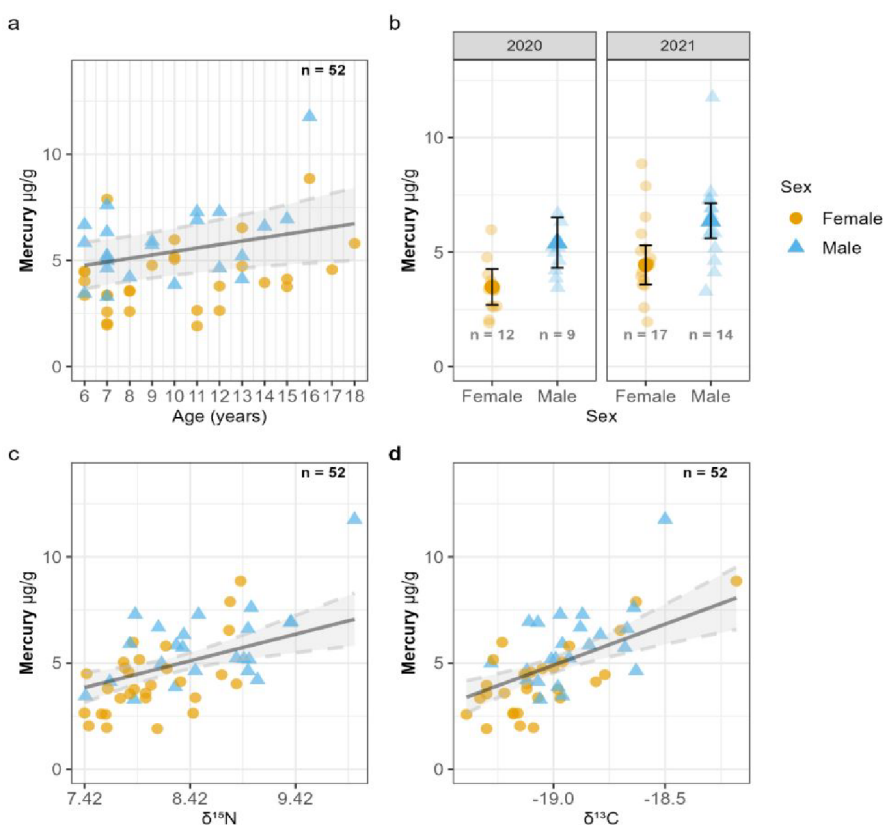 a
n = 52
Mercury µg/g
10
5
0
6 7 8 9 10 11 12 13 14 15 16 17 18
Age (years)
b
2020 2021
Mercury µg/g
10
5
0
n = 12 n = 9 n = 17 n = 14
Female Male Female Male
Sex
Sex
Female
Male
c
n = 52
Mercury µg/g
10
5
0
7.42 8.42 9.42
δ¹⁵N
d
n = 52
Mercury µg/g
10
5
0
-19.0 -18.5
δ¹³C